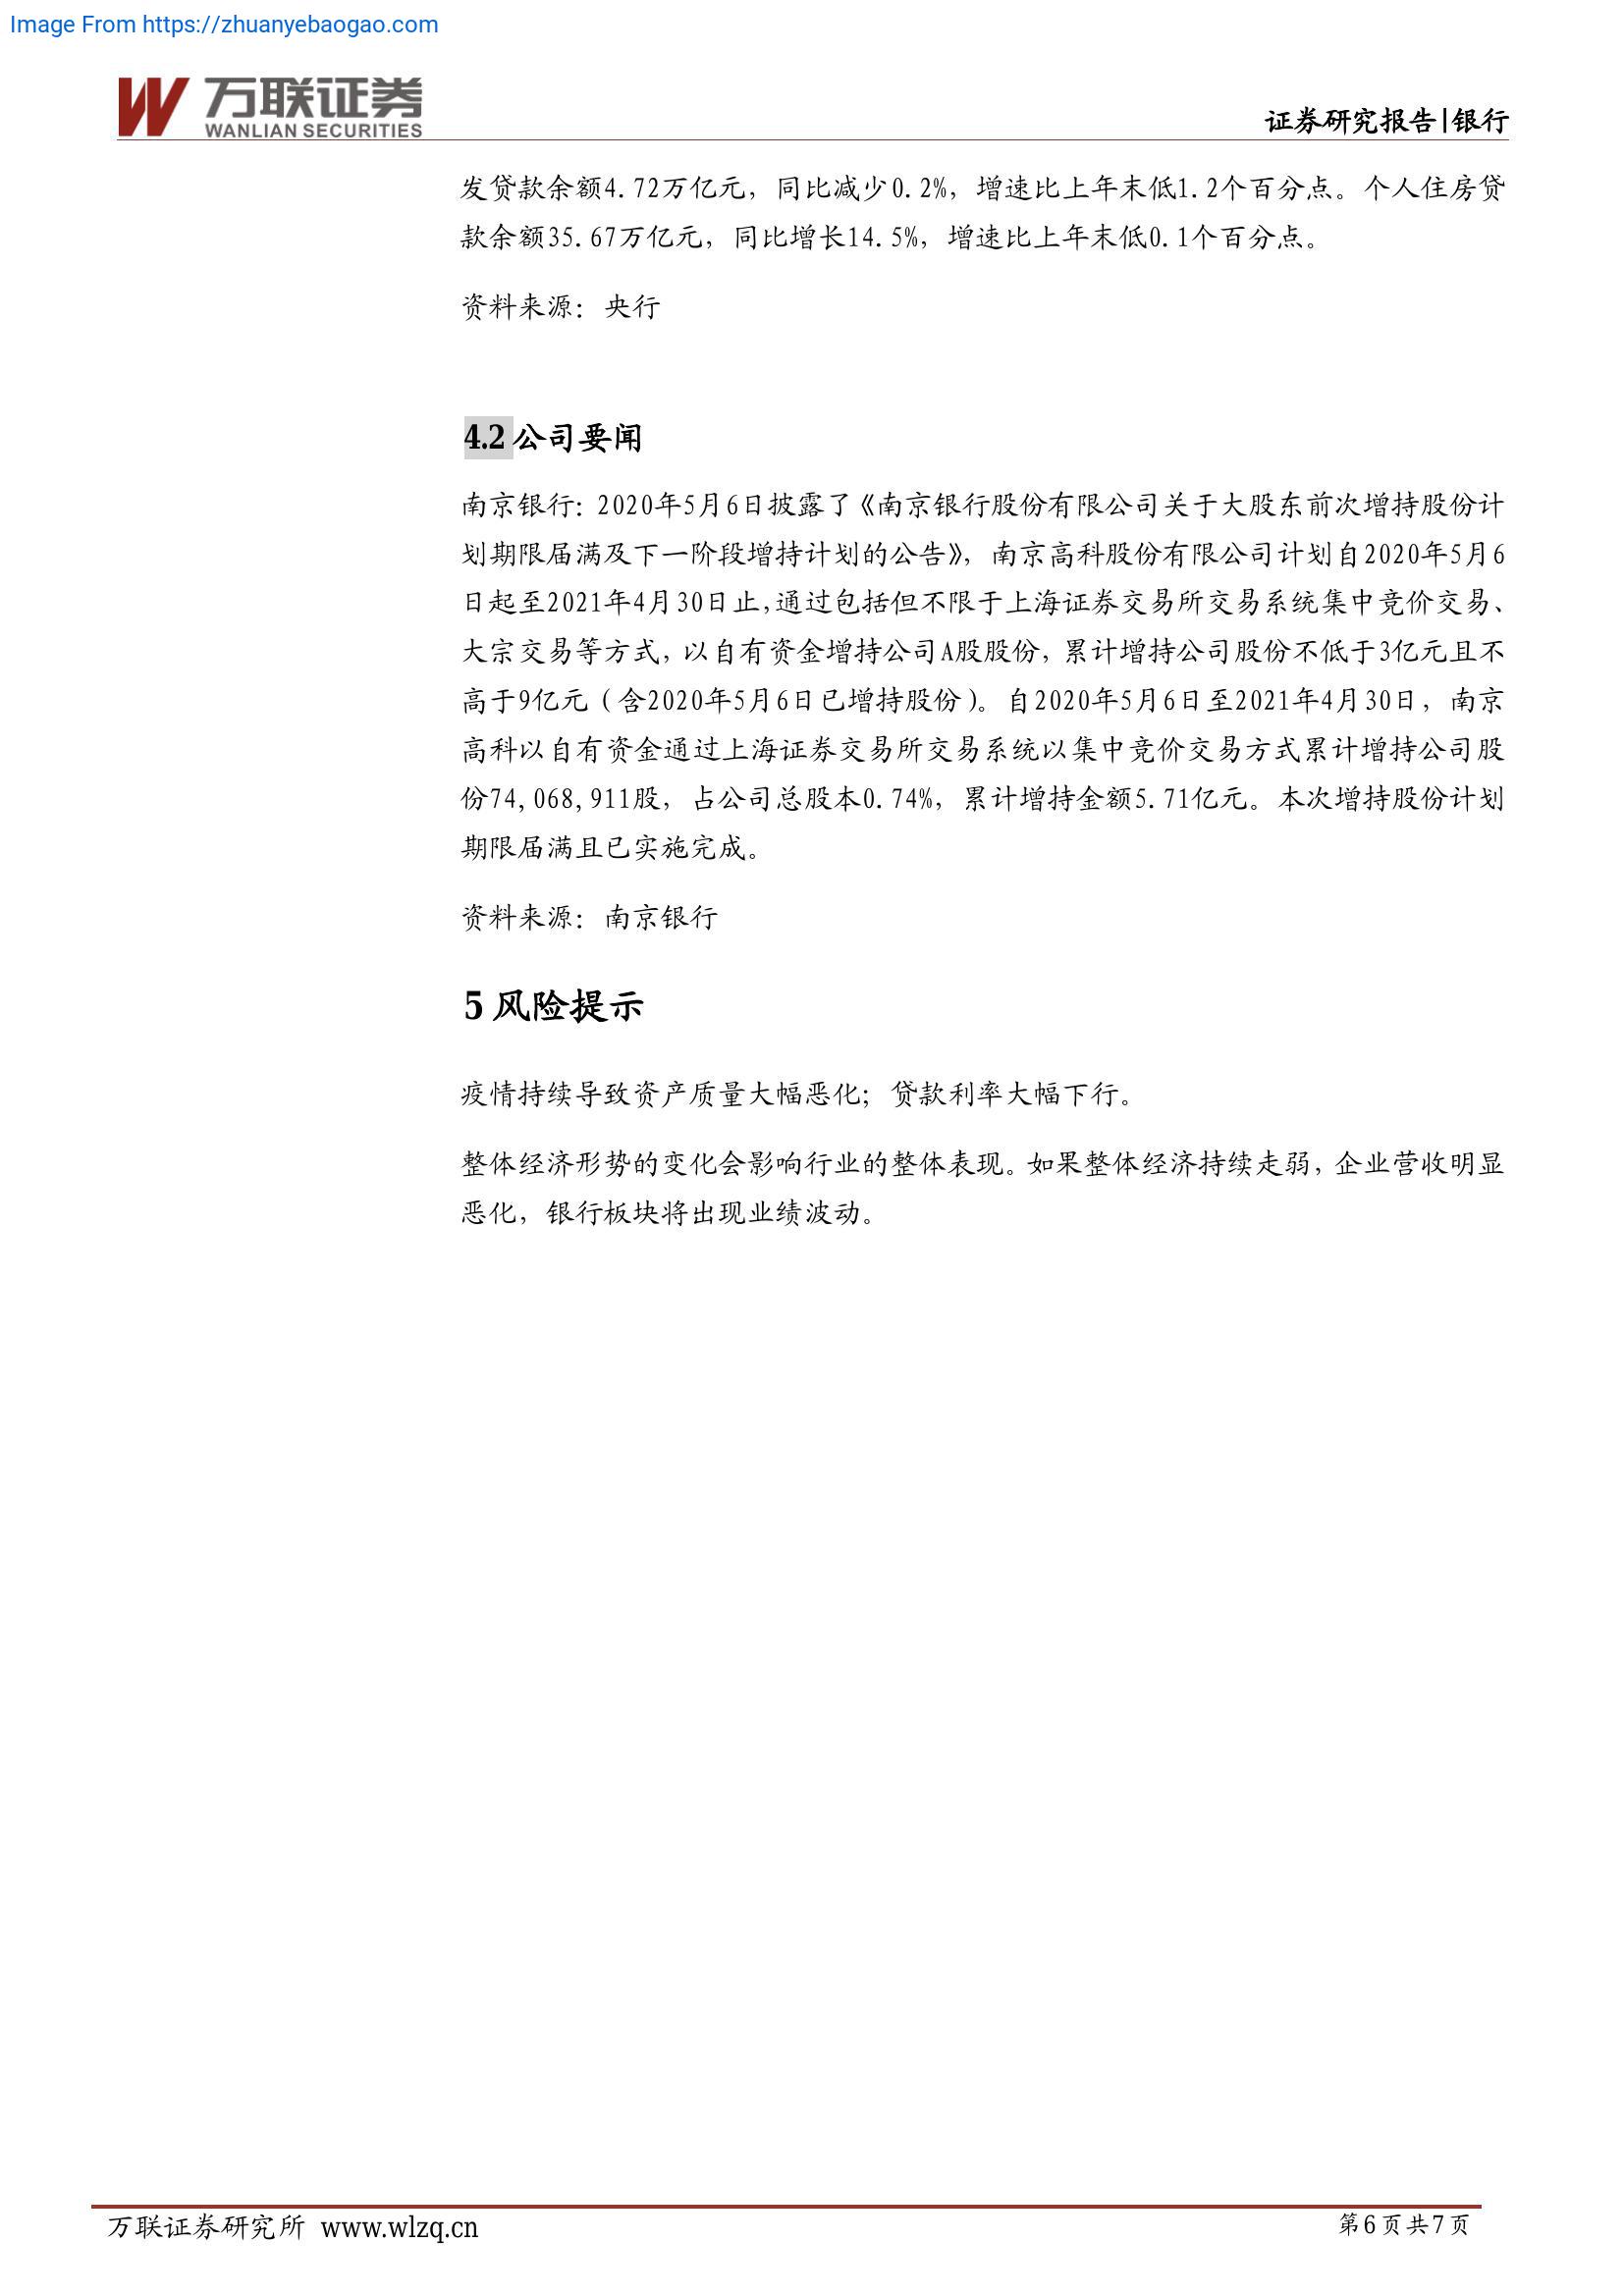 Image From https://zhuanyebaogao.com
万联证券
WANLIAN SECURITIES
证券研究报告|银行
发贷款余额4.72万亿元，同比减少0.2%，增速比上年末低1.2个百分点。个人住房贷
款余额35.67万亿元，同比增长14.5%，增速比上年末低0.1个百分点。
资料来源：央行
4.2 公司要闻
南京银行：2020年5月6日披露了《南京银行股份有限公司关于大股东前次增持股份计
划期限届满及下一阶段增持计划的公告》，南京高科股份有限公司计划自2020年5月6
日起至2021年4月30日止,通过包括但不限于上海证券交易所交易系统集中竞价交易、
大宗交易等方式，以自有资金增持公司A股股份，累计增持公司股份不低于3亿元且不
高于9亿元（含2020年5月6日已增持股份）。自2020年5月6日至2021年4月30日，南京
高科以自有资金通过上海证券交易所交易系统以集中竞价交易方式累计增持公司股
份74,068,911股，占公司总股本0.74%，累计增持金额5.71亿元。本次增持股份计划
期限届满且已实施完成。
资料来源：南京银行
5 风险提示
疫情持续导致资产质量大幅恶化；贷款利率大幅下行。
整体经济形势的变化会影响行业的整体表现。如果整体经济持续走弱，企业营收明显
恶化，银行板块将出现业绩波动。
万联证券研究所 www.wlzq.cn
第6页共7页